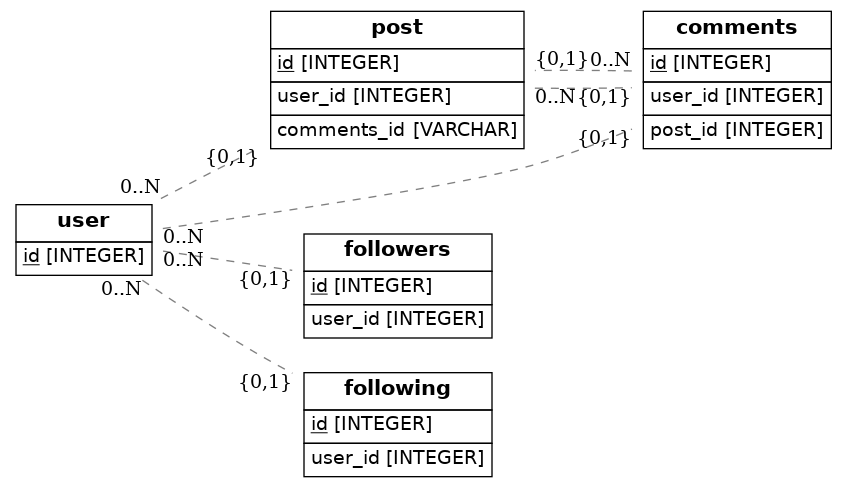 post
id [INTEGER]
user_id [INTEGER]
comments_id [VARCHAR]
comments
id [INTEGER]
user_id [INTEGER]
post_id [INTEGER]
{0,1}
0..N
0..N
{0,1}
{0,1}
{0,1}
0..N
user
id [INTEGER]
0..N
0..N
0..N
followers
id [INTEGER]
user_id [INTEGER]
{0,1}
following
id [INTEGER]
user_id [INTEGER]
{0,1}